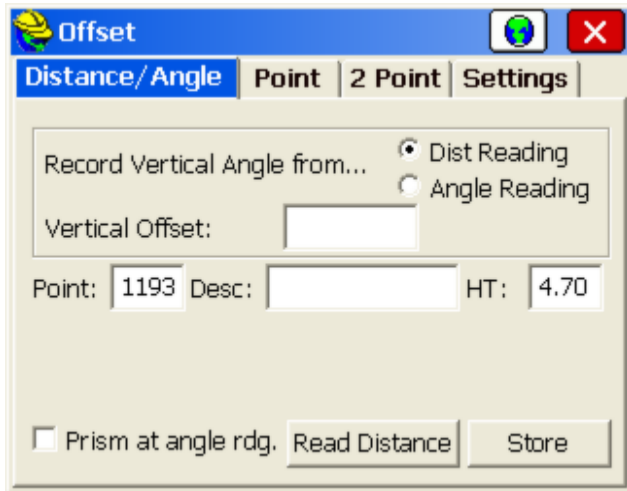 Offset
Distance/Angle Point 2 Point Settings
Record Vertical Angle from... Dist Reading
Angle Reading
Vertical Offset:
Point: 1193 Desc: HT: 4.70
Prism at angle rdg. Read Distance Store